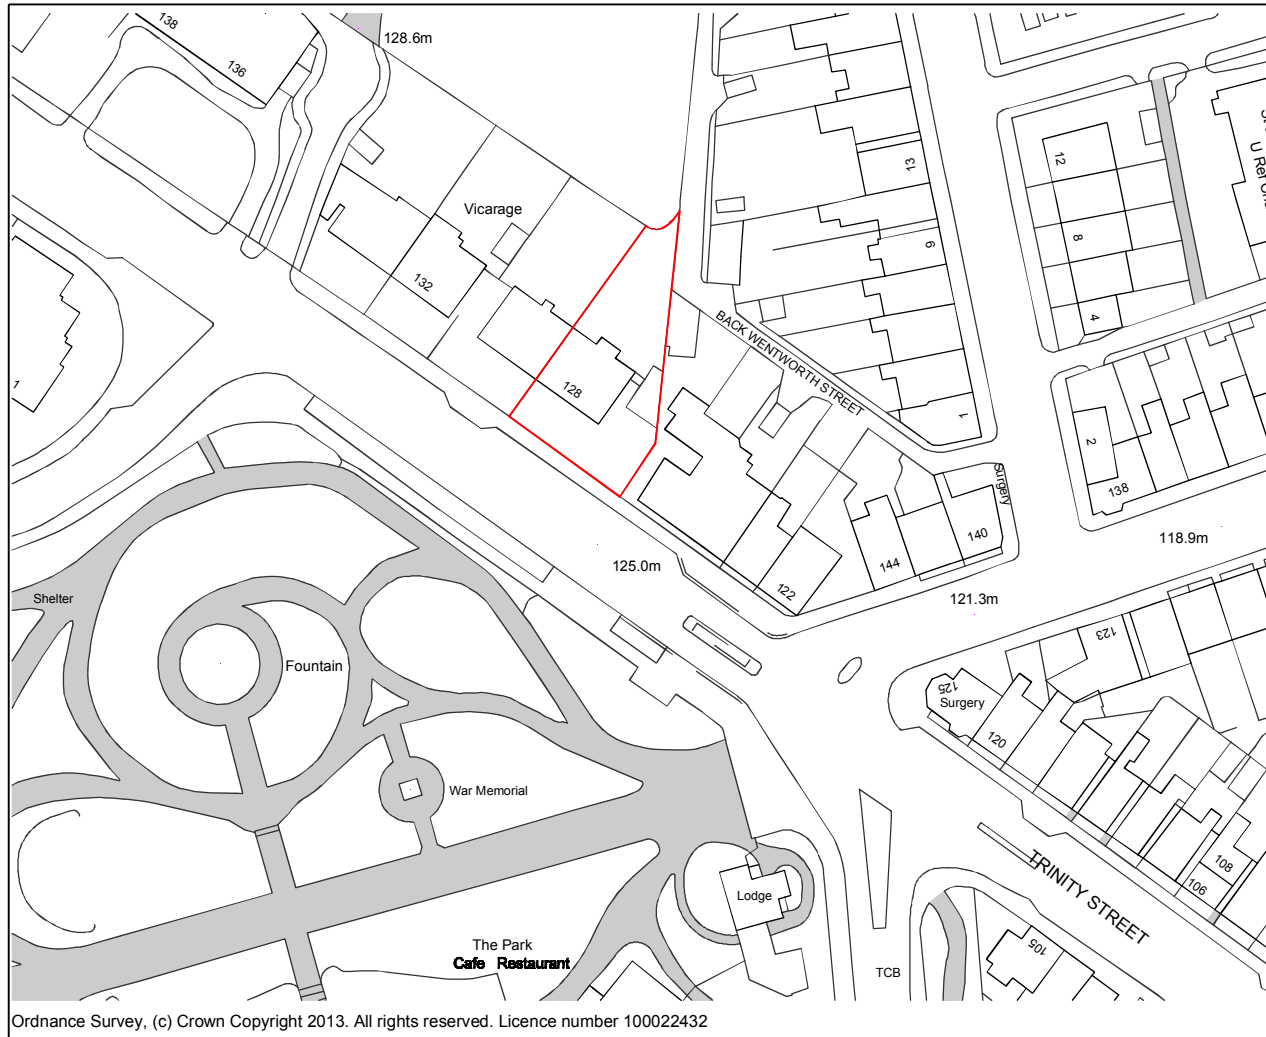 138
136
128.6m
13
12
U Ref
Vicarage
9
8
132
4
BACK WENTWORTH STREET
1
128
1
2
138
Surgery
140
118.9m
144
125.0m
122
121.3m
Shelter
123
Fountain
125
Surgery
120
War Memorial
108
106
TRINITY STREET
Lodge
The Park
Cafe Restaurant
105
TCB
Ordnance Survey, (c) Crown Copyright 2013. All rights reserved. Licence number 100022432